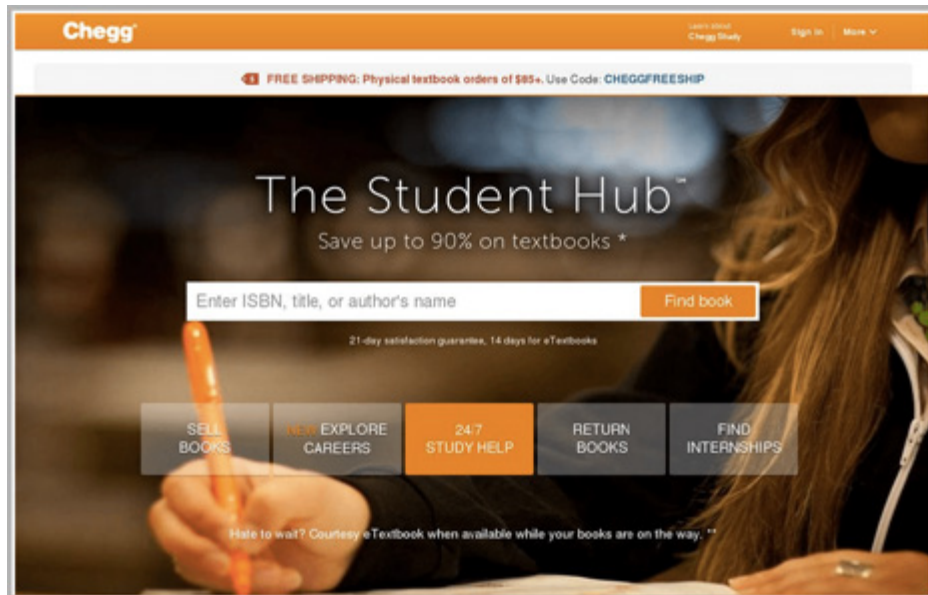 Chegg®
Learn about
Chegg Study
Sign In
More
FREE SHIPPING: Physical textbook orders of $85+. Use Code: CHEGGFREESHIP
The Student Hub℠
Save up to 90% on textbooks *
Enter ISBN, title, or author's name
Find book
21-day satisfaction guarantee, 14 days for eTextbooks
SELL
BOOKS
NEW EXPLORE
CAREERS
24/7
STUDY HELP
RETURN
BOOKS
FIND
INTERNSHIPS
Hate to wait? Courtesy eTextbook when available while your books are on the way. **